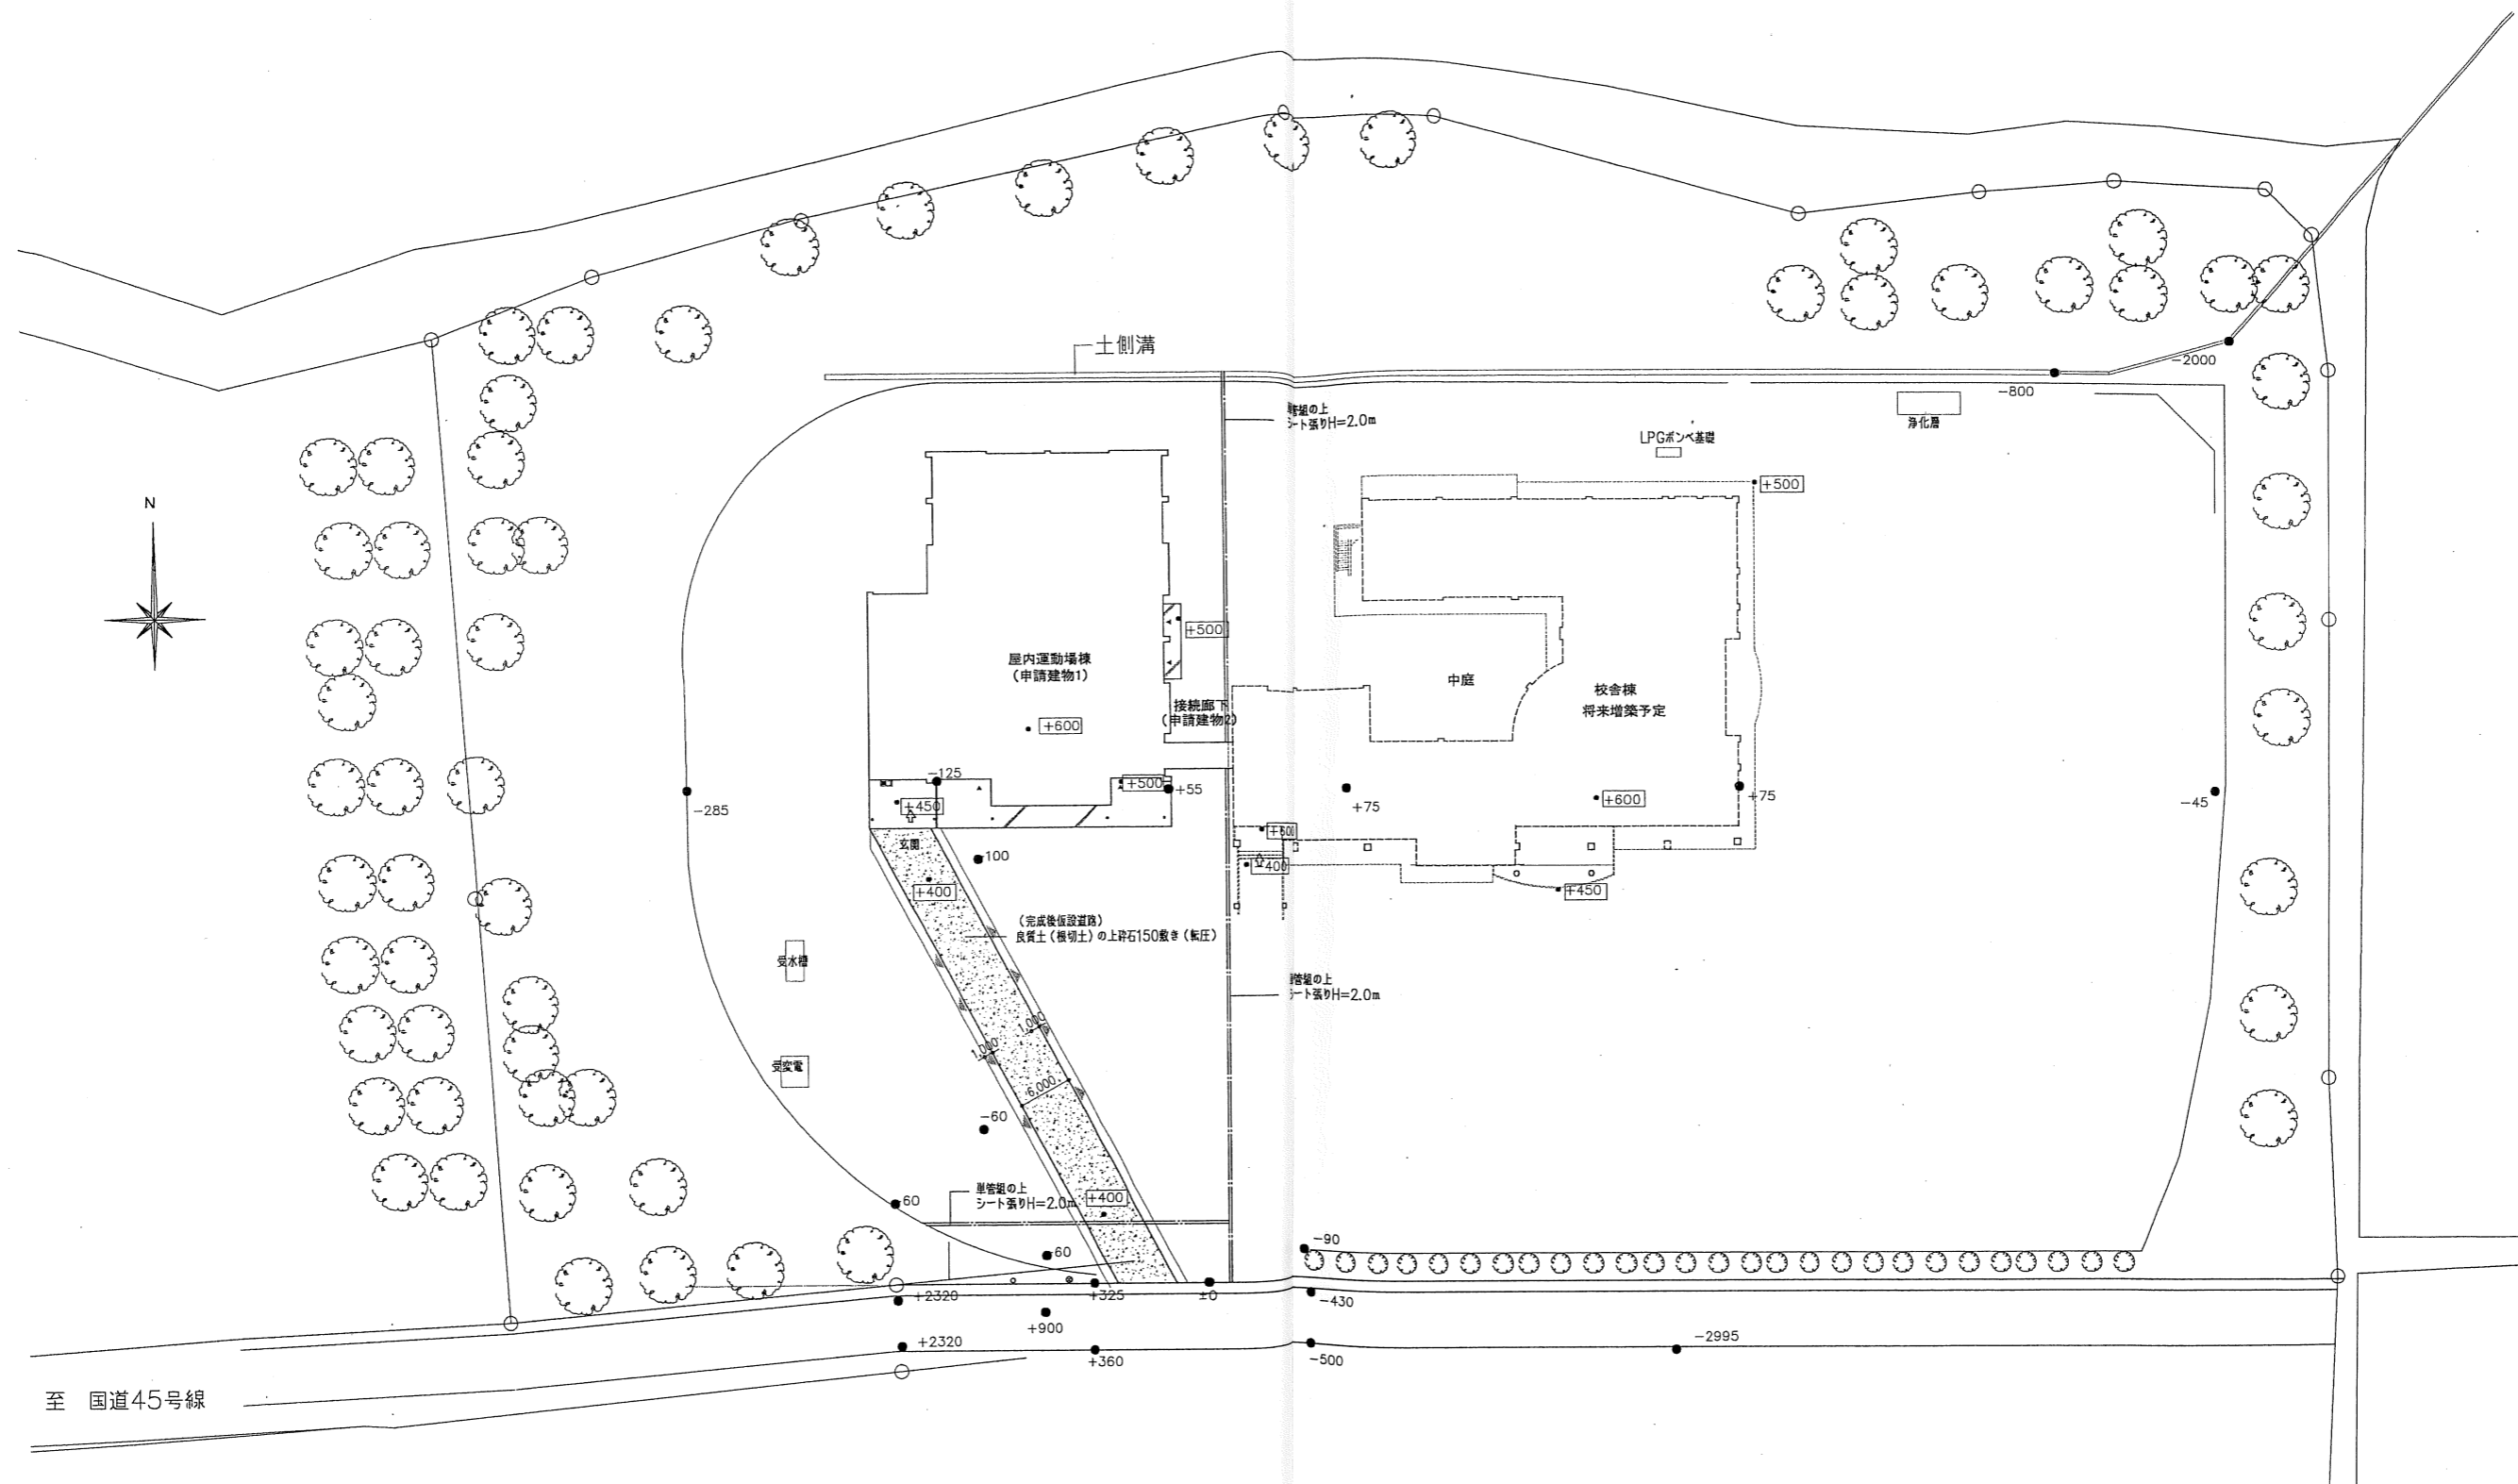 土側溝
-2000
-800
単管組の上
シート張りH=2.0m
浄化層
LPGボンベ基礎
+500
N
+500
屋内運動場棟
(申請建物1)
中庭
校舎棟
将来増築予定
接続廊下
(申請建物2)
+600
-125
+500
+55
+75
+600
+75
-45
-285
+450
+600
+400
玄関
-100
+400
+450
(完成後仮設道路)
良質土(根切土)の上砕石150敷き(転圧)
受水槽
単管組の上
シート張りH=2.0m
1,000
1,000
受変電
6,000
-60
単管組の上
シート張りH=2.0m
+400
-60
-60
-90
+2320
+325
±0
-430
+900
+2320
+360
-500
-2995
至 国道45号線